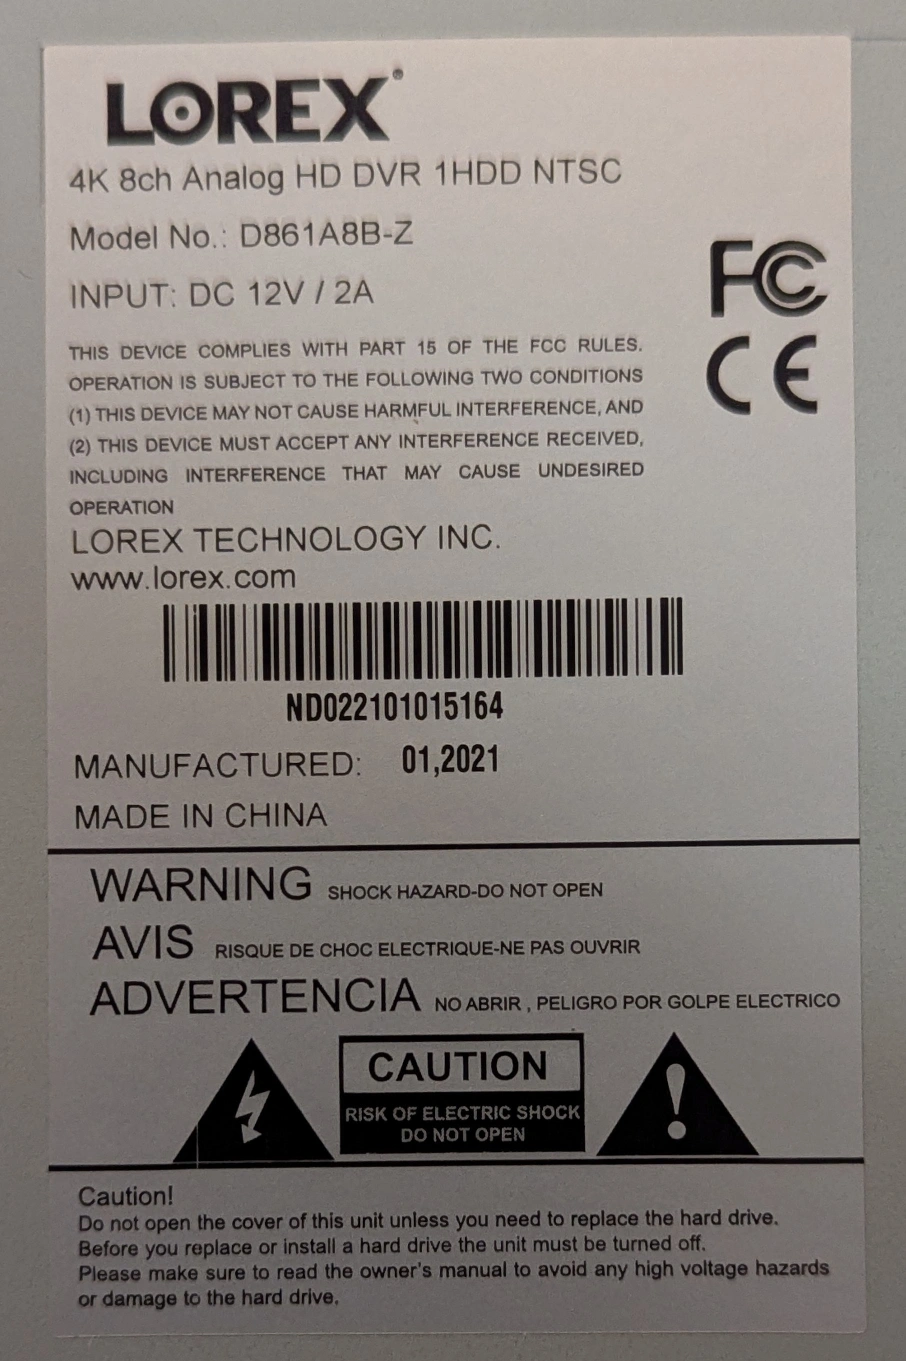 LOREX®
4K 8ch Analog HD DVR 1HDD NTSC
Model No.: D861A8B-Z
INPUT: DC 12V / 2A
FC
CE
THIS DEVICE COMPLIES WITH PART 15 OF THE FCC RULES.
OPERATION IS SUBJECT TO THE FOLLOWING TWO CONDITIONS
(1) THIS DEVICE MAY NOT CAUSE HARMFUL INTERFERENCE, AND
(2) THIS DEVICE MUST ACCEPT ANY INTERFERENCE RECEIVED,
INCLUDING INTERFERENCE THAT MAY CAUSE UNDESIRED
OPERATION
LOREX TECHNOLOGY INC.
www.lorex.com
ND022101015164
MANUFACTURED: 01,2021
MADE IN CHINA
WARNING SHOCK HAZARD-DO NOT OPEN
AVIS RISQUE DE CHOC ELECTRIQUE-NE PAS OUVRIR
ADVERTENCIA NO ABRIR , PELIGRO POR GOLPE ELECTRICO
CAUTION
RISK OF ELECTRIC SHOCK
DO NOT OPEN
Caution!
Do not open the cover of this unit unless you need to replace the hard drive.
Before you replace or install a hard drive the unit must be turned off.
Please make sure to read the owner's manual to avoid any high voltage hazards
or damage to the hard drive.